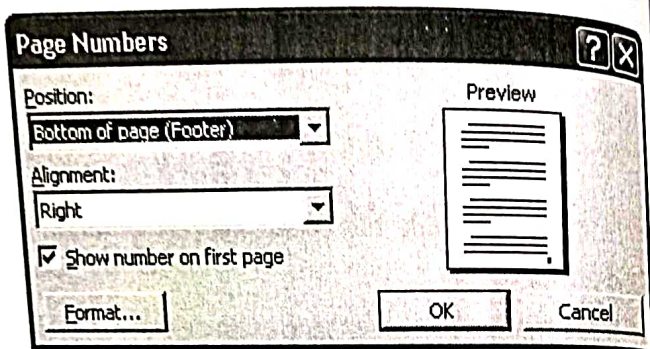 Page Numbers
?
X
Position:
Preview
Bottom of page (Footer)
Alignment:
Right
Show number on first page
Format...
OK
Cancel